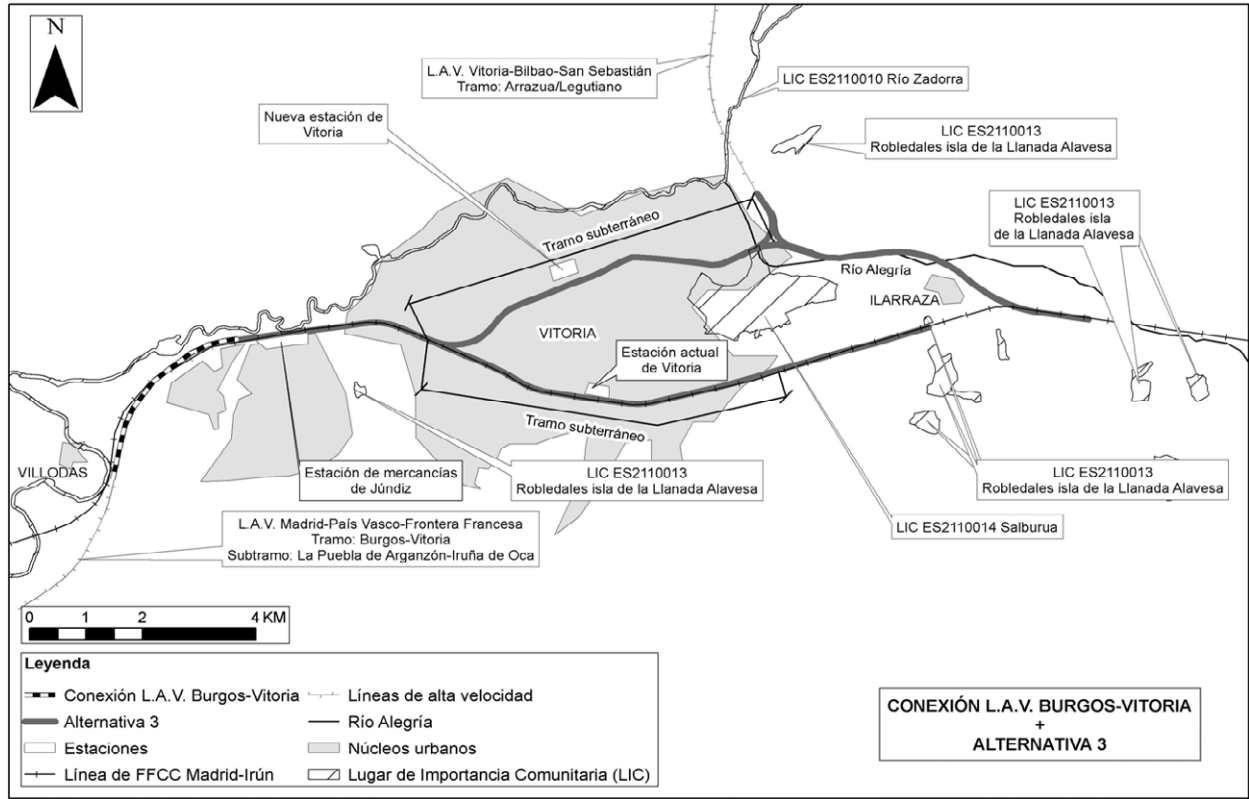 N
L.A.V. Vitoria-Bilbao-San Sebastián
Tramo: Arrazua/Legutiano
LIC ES2110010 Río Zadorra
Nueva estación de
Vitoria
LIC ES2110013
Robledales isla de la Llanada Alavesa
LIC ES2110013
Robledales isla
de la Llanada Alavesa
Tramo subterráneo
Río Alegría
ILARRAZA
VITORIA
Estación actual
de Vitoria
Tramo subterráneo
VILLODAS
Estación de mercancías
de Júndiz
LIC ES2110013
Robledales isla de la Llanada Alavesa
LIC ES2110013
Robledales isla de la Llanada Alavesa
LIC ES2110014 Salburua
L.A.V. Madrid-País Vasco-Frontera Francesa
Tramo: Burgos-Vitoria
Subtramo: La Puebla de Arganzón-Iruña de Oca
0 1 2 4 KM
Leyenda
Conexión L.A.V. Burgos-Vitoria
Líneas de alta velocidad
Alternativa 3
Río Alegría
Estaciones
Núcleos urbanos
Línea de FFCC Madrid-Irún
Lugar de Importancia Comunitaria (LIC)
CONEXIÓN L.A.V. BURGOS-VITORIA
+
ALTERNATIVA 3